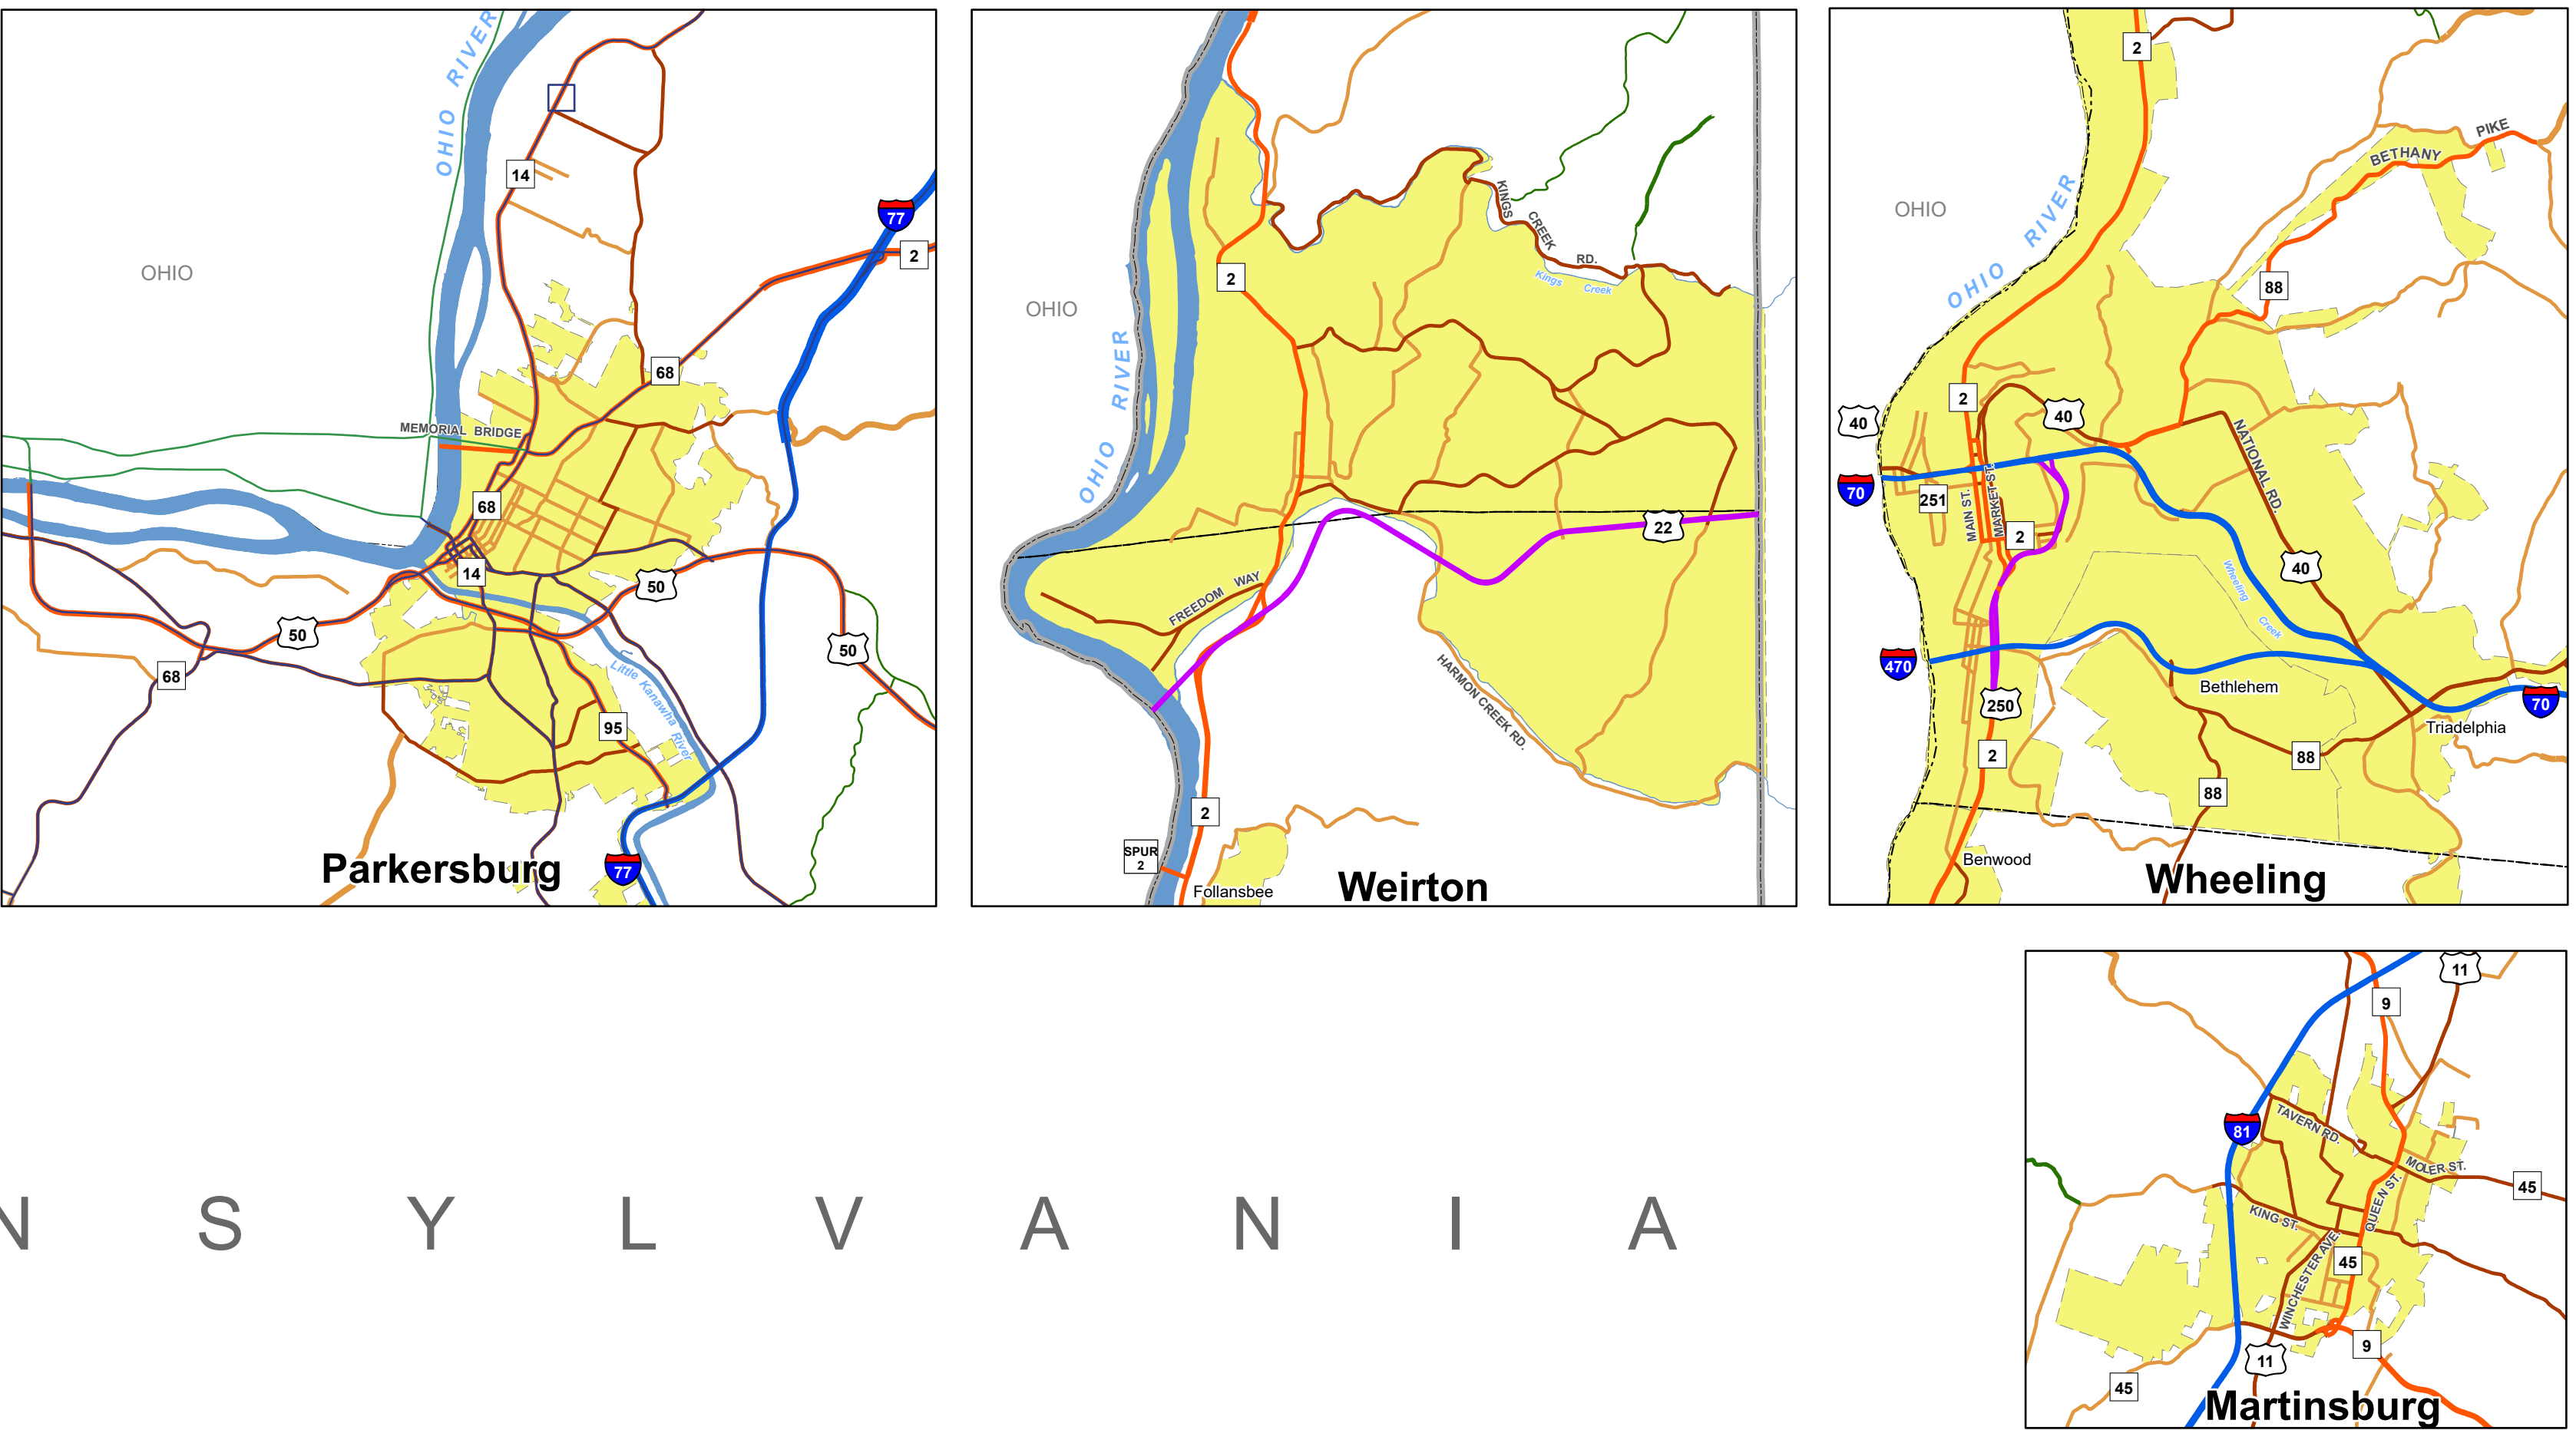 OHIO RIVER
14
77
2
OHIO
68
MEMORIAL BRIDGE
68
14
50
50
50
68
Little Kanawha River
95
77
Parkersburg
KINGS CREEK RD.
Kings Creek
2
OHIO
OHIO RIVER
22
FREEDOM WAY
HARMON CREEK RD.
2
SPUR
2
Follansbee
Weirton
2
PIKE
BETHANY
OHIO
OHIO RIVER
88
2
40
40
NATIONAL RD.
70
251
MAIN ST.
MARKET ST.
2
40
Wheeling Creek
470
Bethlehem
250
70
Triadelphia
2
88
88
Benwood
Wheeling
N S Y L V A N I A
11
9
81
TAVERN RD.
MOLER ST.
45
QUEEN ST.
KING ST.
WINCHESTER AVE.
45
9
11
45
Martinsburg